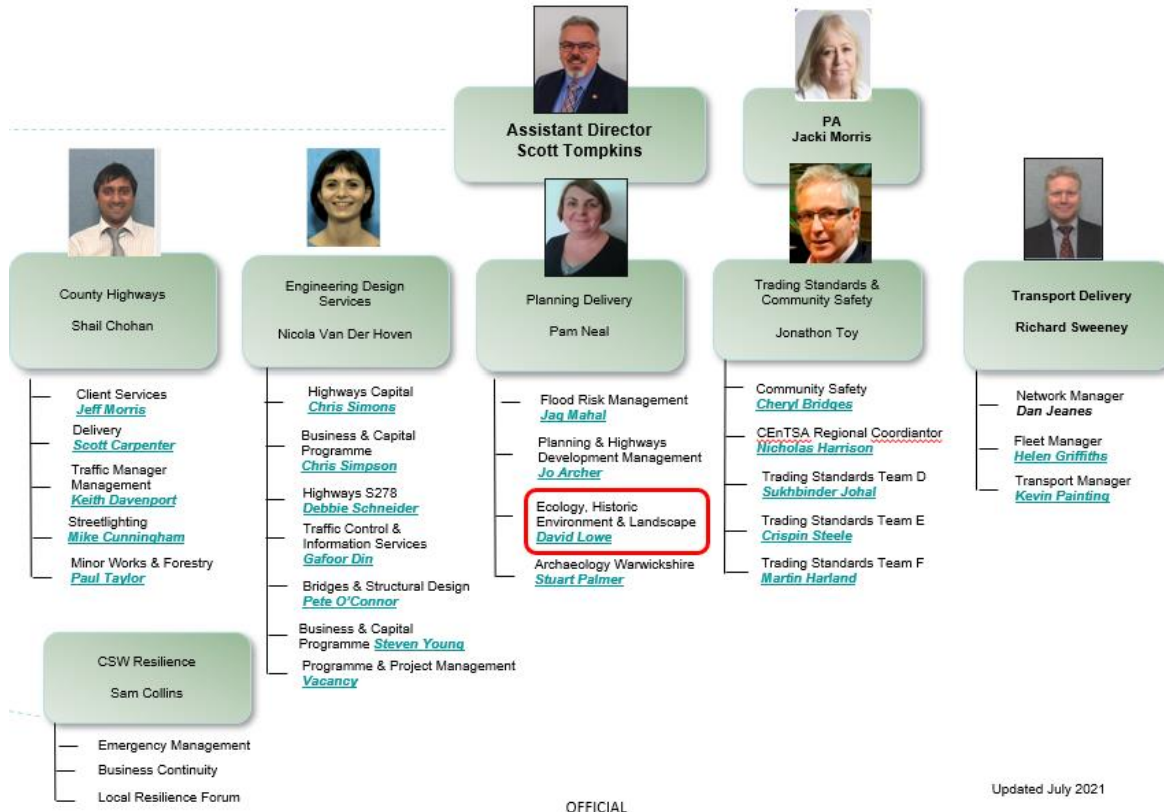 Assistant Director
Scott Tompkins
PA
Jacki Morris
County Highways
Shail Chohan
Client Services
Jeff Morris
Delivery
Scott Carpenter
Traffic Manager
Management
Keith Davenport
Streetlighting
Mike Cunningham
Minor Works & Forestry
Paul Taylor
Engineering Design
Services
Nicola Van Der Hoven
Highways Capital
Chris Simons
Business & Capital
Programme
Chris Simpson
Highways S278
Debbie Schneider
Traffic Control &
Information Services
Gafoor Din
Bridges & Structural Design
Pete O'Connor
Business & Capital
Programme Steven Young
Programme & Project Management
Vacancy
Planning Delivery
Pam Neal
Flood Risk Management
Jaq Mahal
Planning & Highways
Development Management
Jo Archer
Ecology, Historic
Environment & Landscape
David Lowe
Archaeology Warwickshire
Stuart Palmer
Trading Standards &
Community Safety
Jonathon Toy
Community Safety
Cheryl Bridges
CEnTSA Regional Coordiantor
Nicholas Harrison
Trading Standards Team D
Sukhbinder Johal
Trading Standards Team E
Crispin Steele
Trading Standards Team F
Martin Harland
Transport Delivery
Richard Sweeney
Network Manager
Dan Jeanes
Fleet Manager
Helen Griffiths
Transport Manager
Kevin Painting
CSW Resilience
Sam Collins
Emergency Management
Business Continuity
Local Resilience Forum
Updated July 2021
OFFICIAL